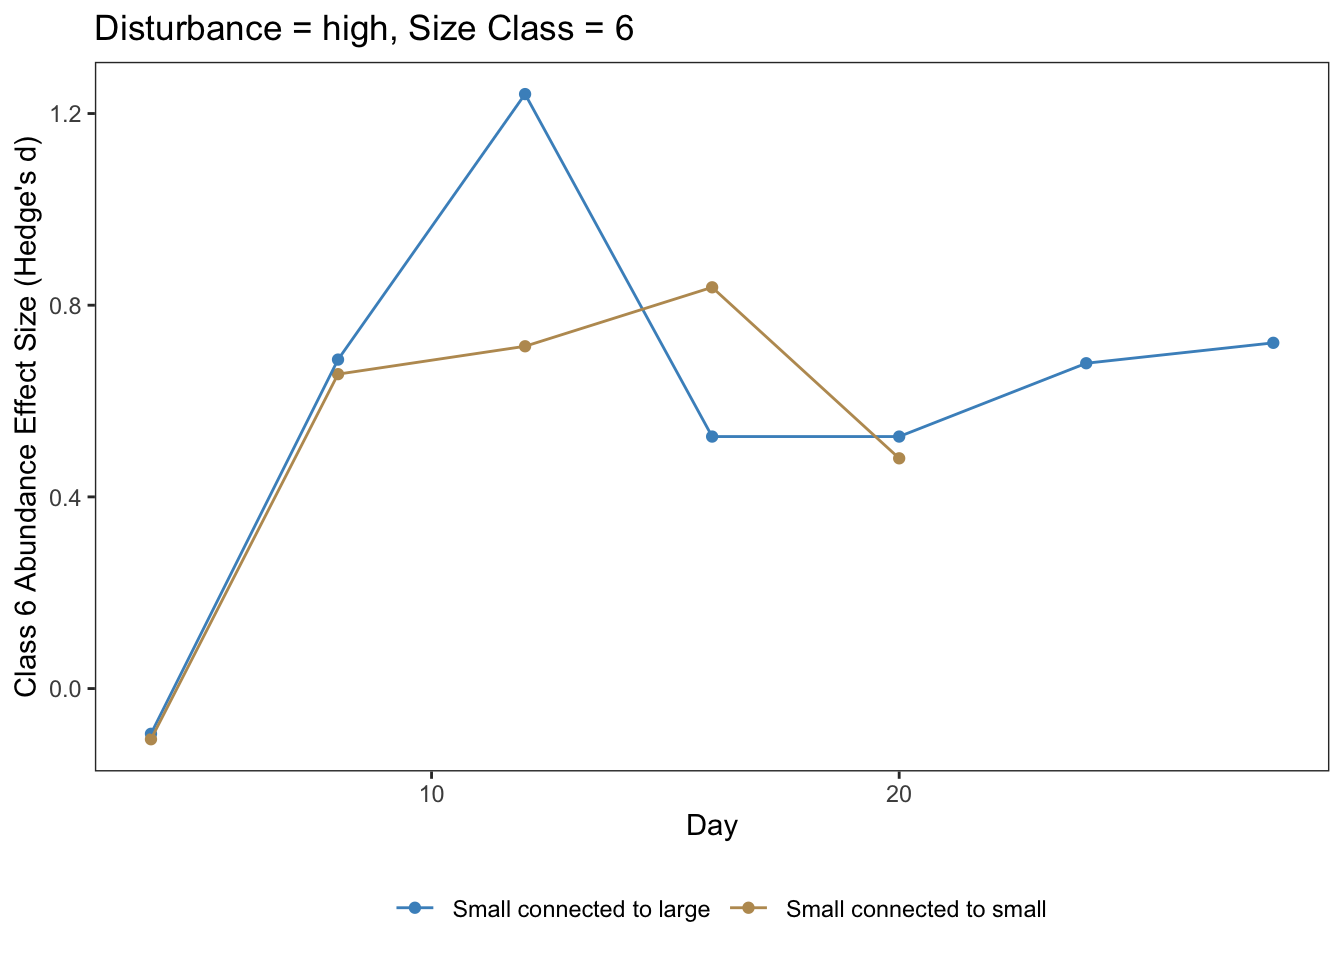 Disturbance = high, Size Class = 6
Class 6 Abundance Effect Size (Hedge's d)
1.2
0.8
0.4
0.0
10 20
Day
Small connected to large Small connected to small